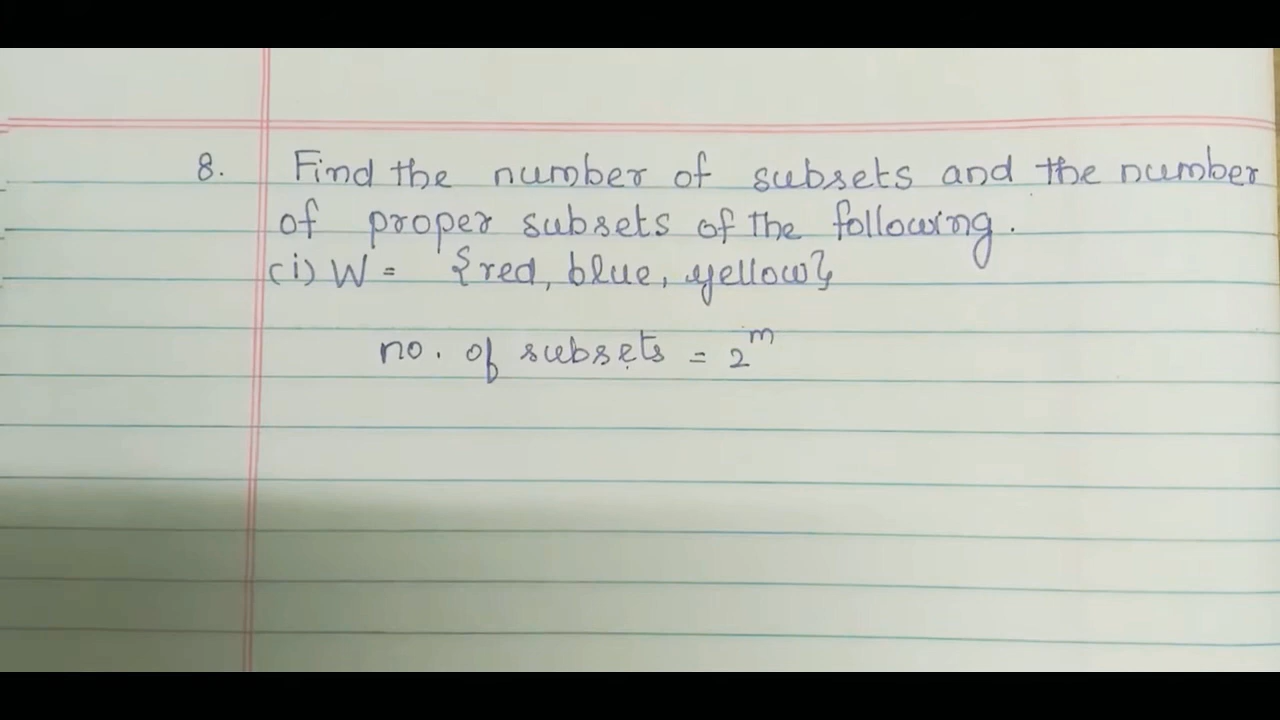 8. Find the number of subsets and the number
of proper subsets of the following.
(i) W = {red, blue, yellow}
no. of subsets = 2^m